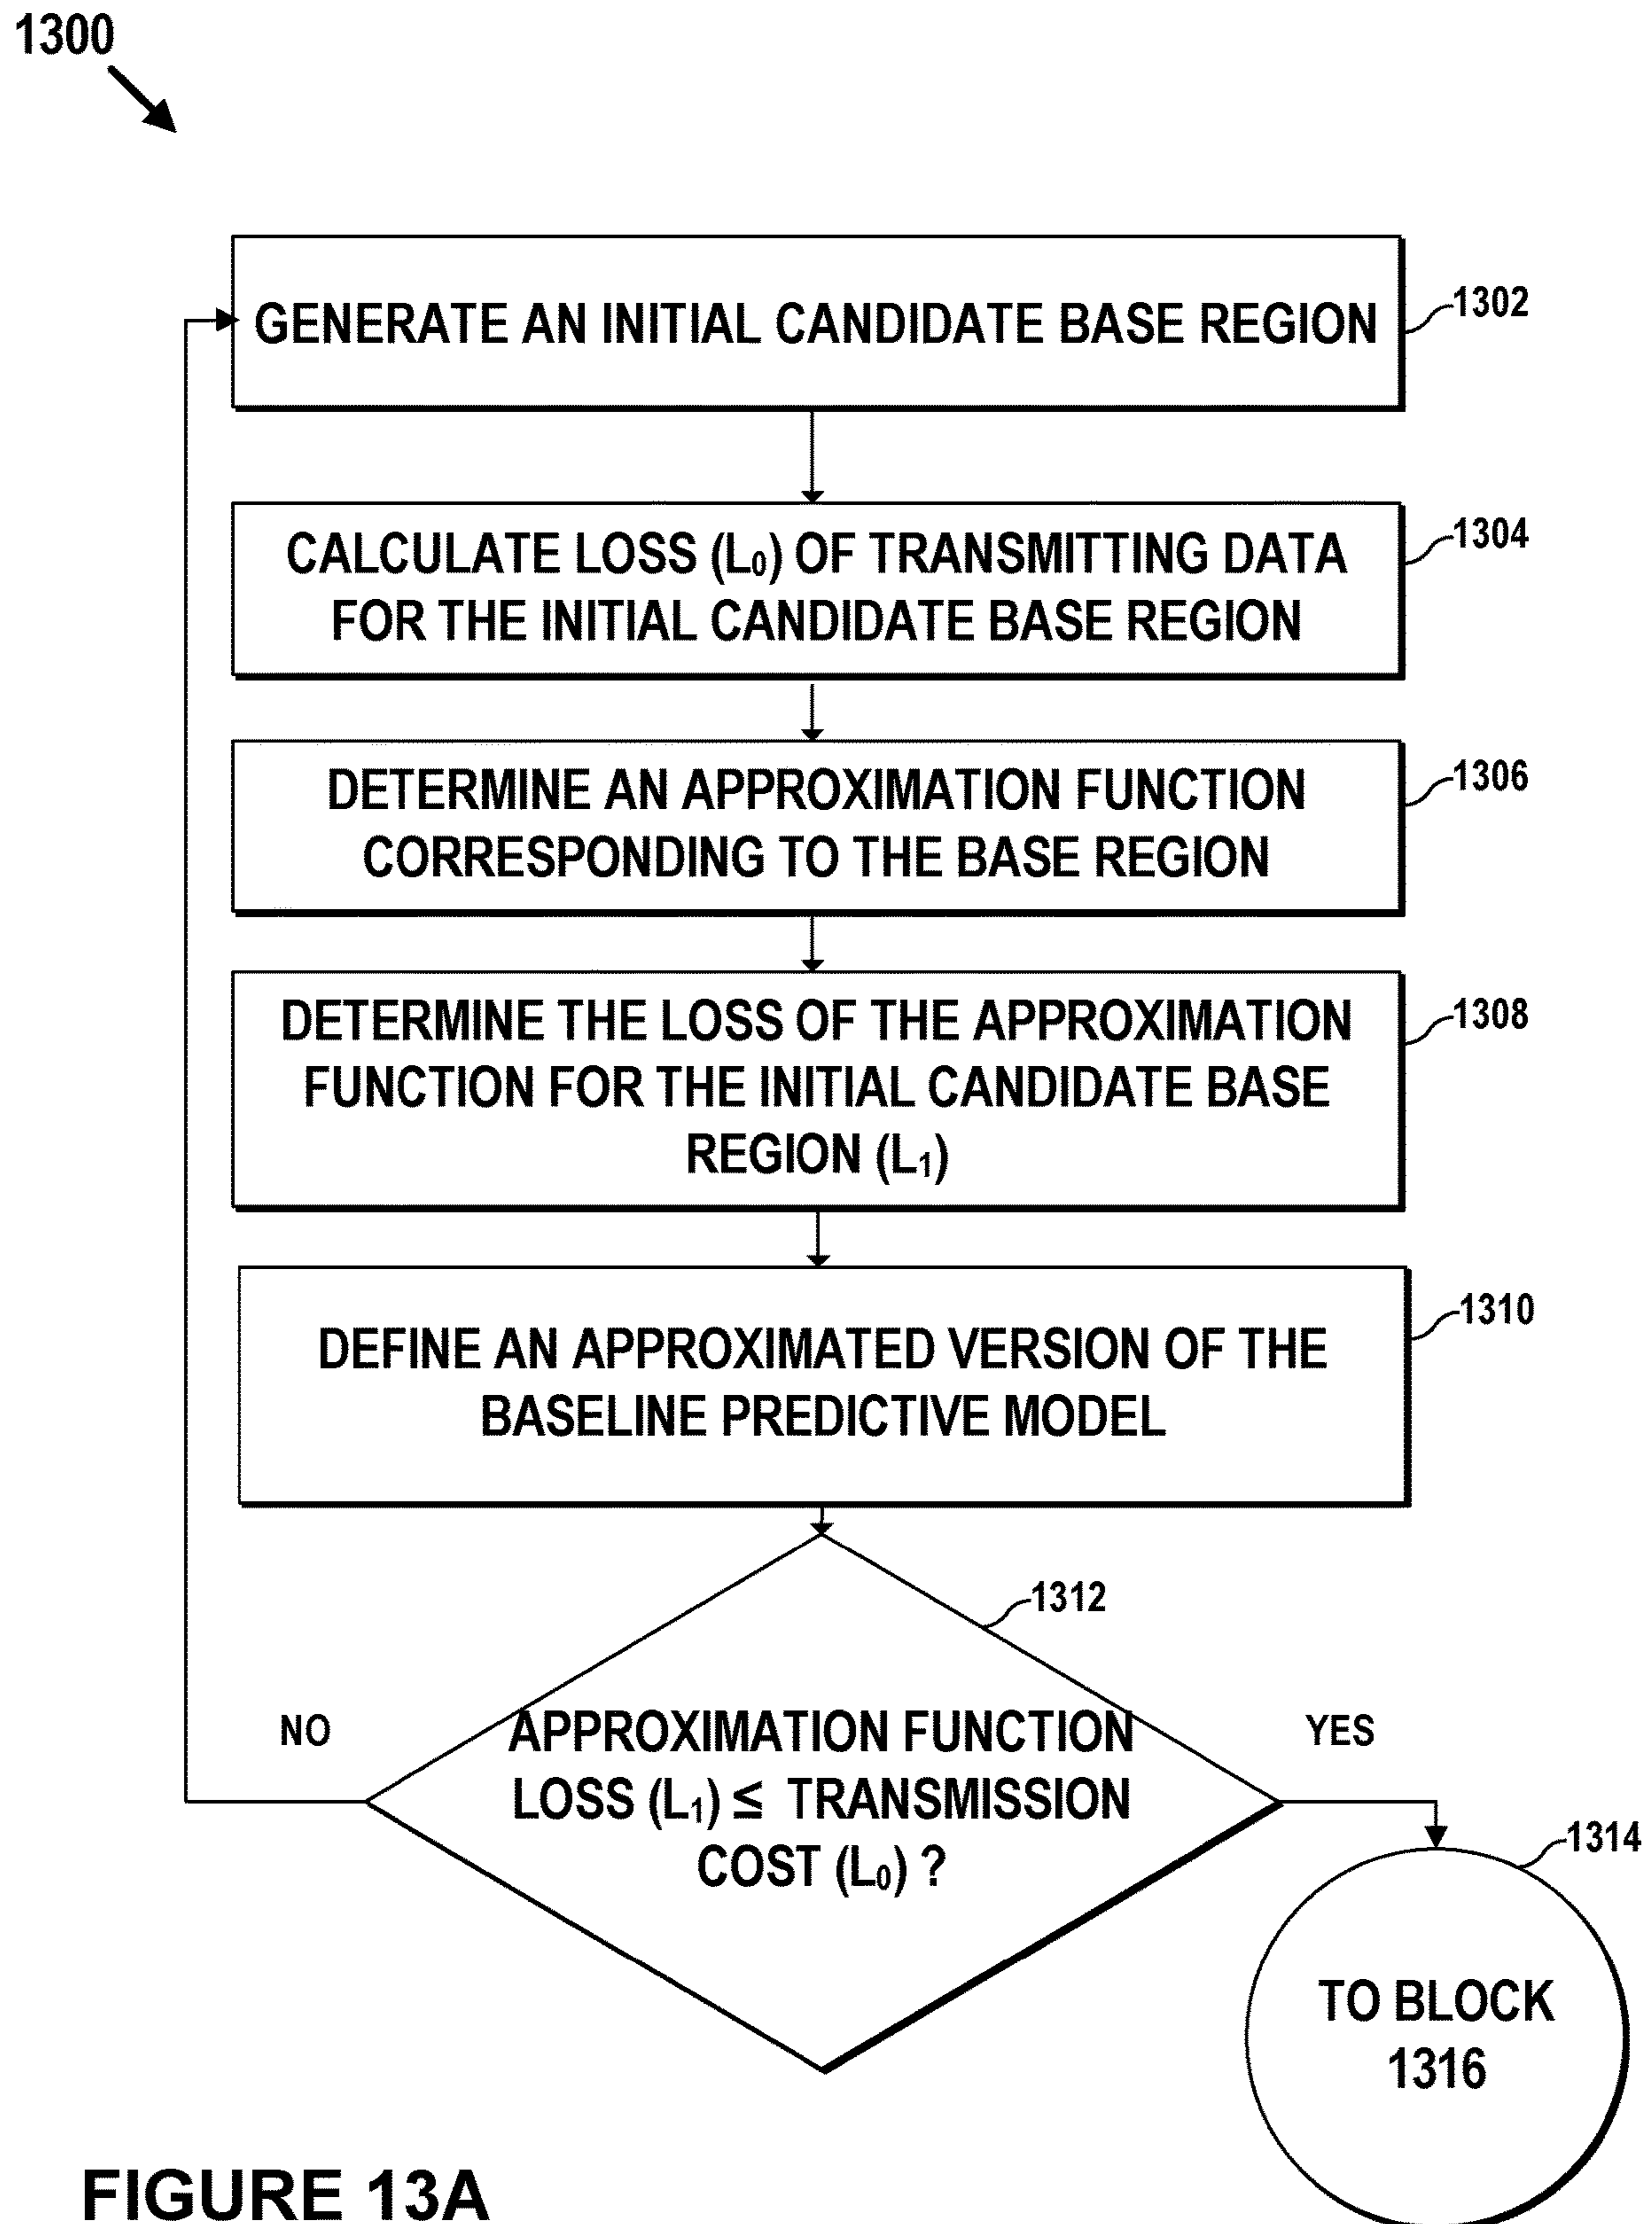 1300
GENERATE AN INITIAL CANDIDATE BASE REGION
1302
CALCULATE LOSS (L₀) OF TRANSMITTING DATA
FOR THE INITIAL CANDIDATE BASE REGION
1304
DETERMINE AN APPROXIMATION FUNCTION
CORRESPONDING TO THE BASE REGION
1306
DETERMINE THE LOSS OF THE APPROXIMATION
FUNCTION FOR THE INITIAL CANDIDATE BASE
REGION (L₁)
1308
DEFINE AN APPROXIMATED VERSION OF THE
BASELINE PREDICTIVE MODEL
1310
1312
NO
APPROXIMATION FUNCTION
LOSS (L₁) ≤ TRANSMISSION
COST (L₀) ?
YES
1314
TO BLOCK
1316
FIGURE 13A